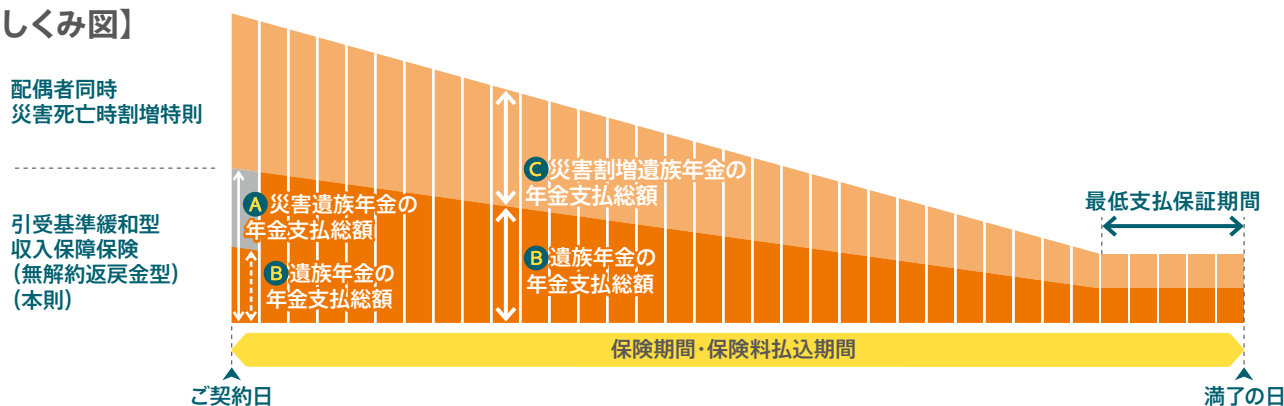 しくみ図】
配偶者同時
災害死亡時割増特則
引受基準緩和型
収入保障保険
(無解約返戻金型)
(本則)
A 災害遺族年金の
年金支払総額
B 遺族年金の
年金支払総額
C 災害割増遺族年金の
年金支払総額
B 遺族年金の
年金支払総額
最低支払保証期間
保険期間・保険料払込期間
ご契約日
満了の日